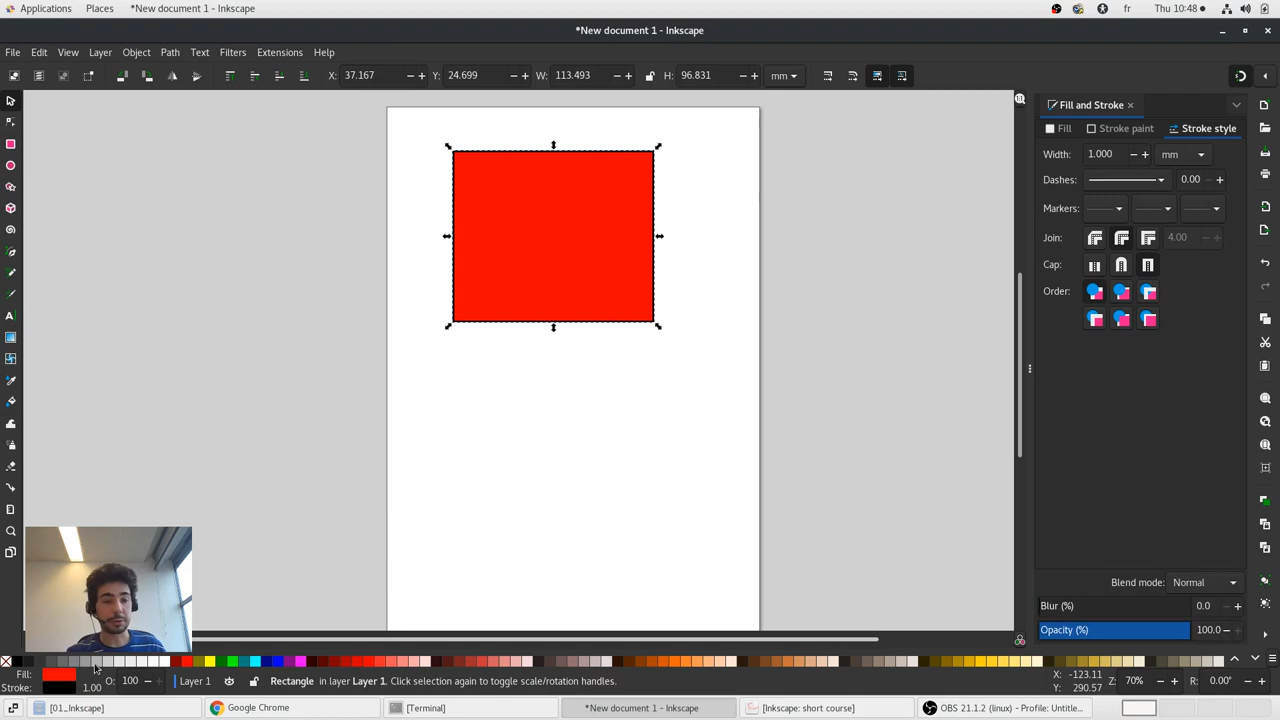 Applications Places *New document 1 - Inkscape fr Thu 10:48
*New document 1 - Inkscape
File Edit View Layer Object Path Text Filters Extensions Help
X: 37.167 Y: 24.699 W: 113.493 H: 96.831 mm
Fill and Stroke
Fill Stroke paint Stroke style
Width: 1.000 mm
Dashes: 0.00
Markers:
Join: 4.00
Cap:
Order:
Blend mode: Normal
Blur (%) 0.0
Opacity (%) 100.0
Fill:
Stroke: 1.00 O: 100 Layer 1 Rectangle in layer Layer 1. Click selection again to toggle scale/rotation handles. X: -123.11 Y: 290.57 Z: 70% R: 0.00°
[01_Inkscape] Google Chrome [Terminal] *New document 1 - Inkscape [Inkscape: short course] OBS 21.1.2 (linux) - Profile: Untitle...